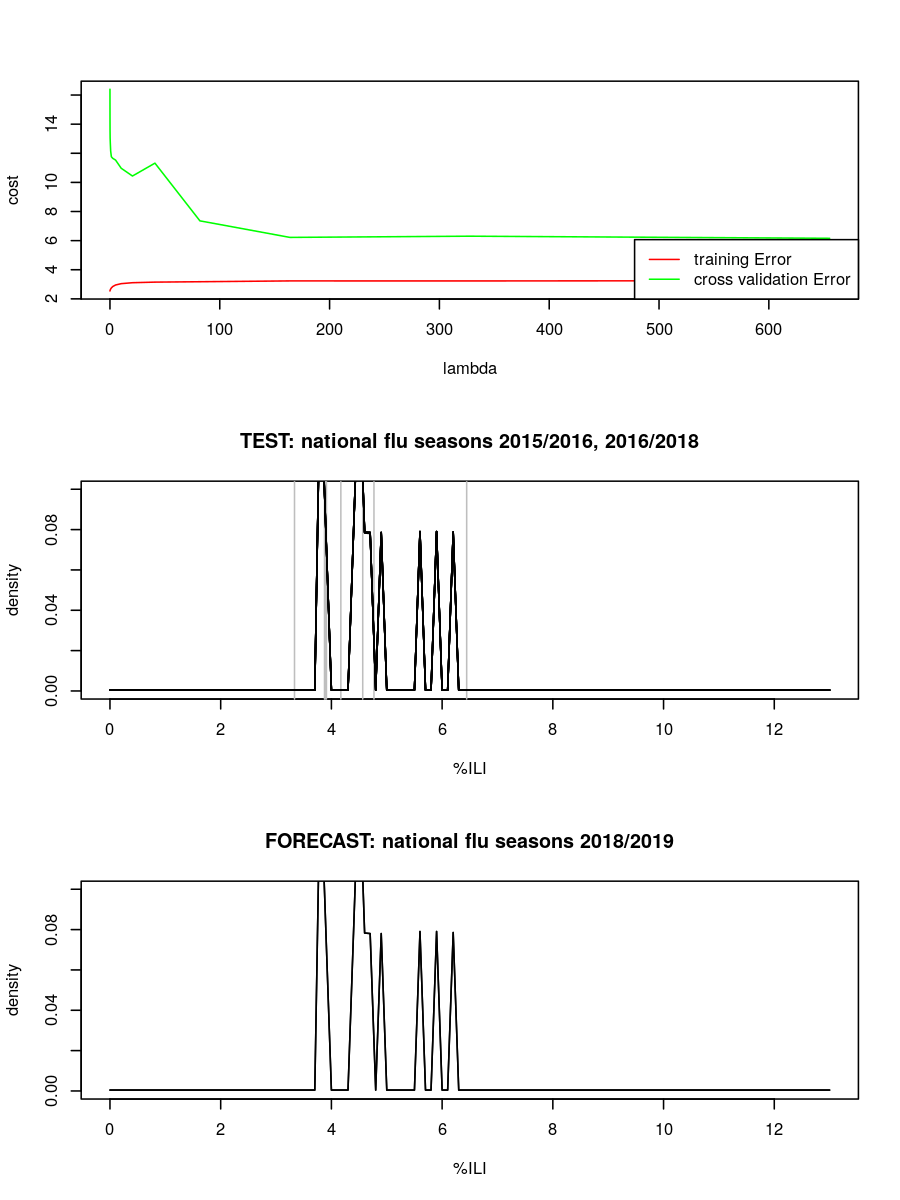 14
10
8
6
4
2
cost
training Error
cross validation Error
0 100 200 300 400 500 600
lambda
TEST: national flu seasons 2015/2016, 2016/2018
0.08
0.04
0.00
density
0 2 4 6 8 10 12
%ILI
FORECAST: national flu seasons 2018/2019
0.08
0.04
0.00
density
0 2 4 6 8 10 12
%ILI